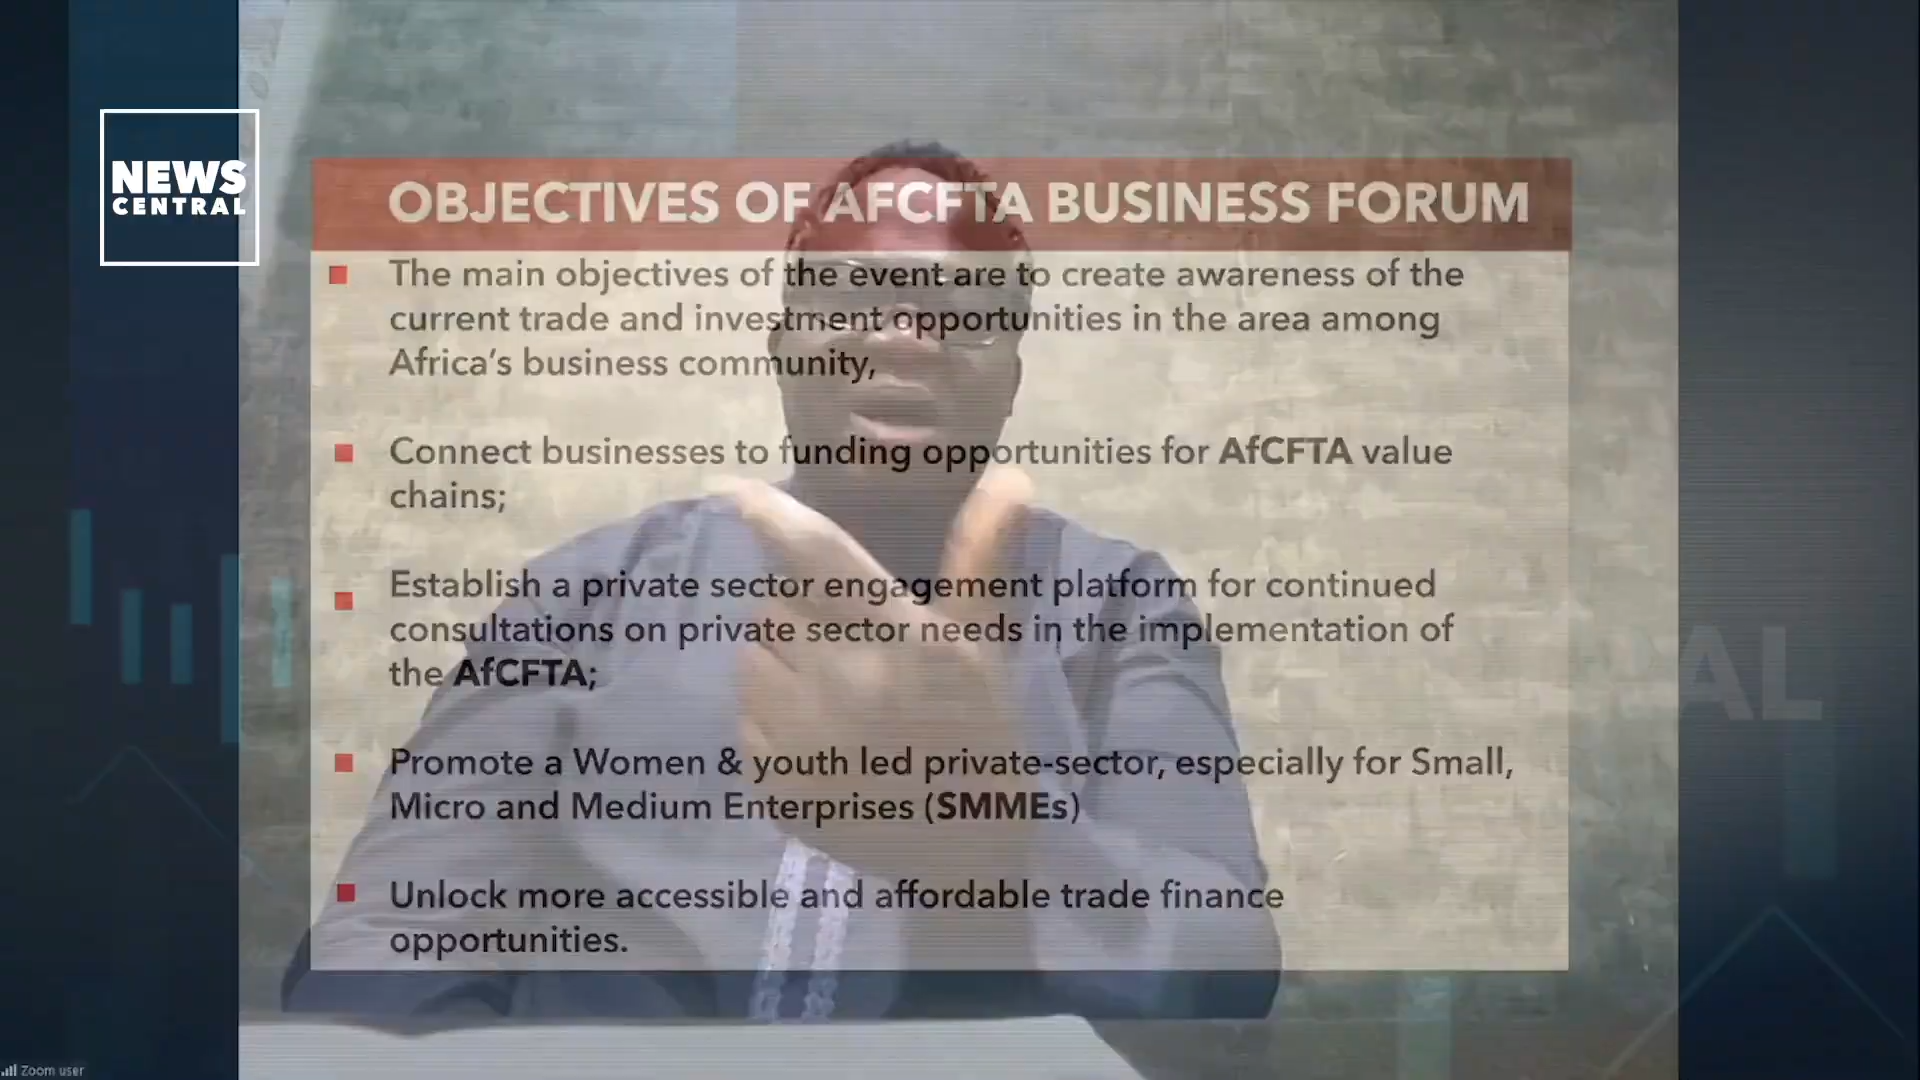 NEWS
CENTRAL
OBJECTIVES OF AFCFTA BUSINESS FORUM
The main objectives of the event are to create awareness of the
current trade and investment opportunities in the area among
Africa's business community,
Connect businesses to funding opportunities for AfCFTA value
chains;
Establish a private sector engagement platform for continued
consultations on private sector needs in the implementation of
the AfCFTA;
Promote a Women & youth led private-sector, especially for Small,
Micro and Medium Enterprises (SMMEs)
Unlock more accessible and affordable trade finance
opportunities.
AL
Zoom user